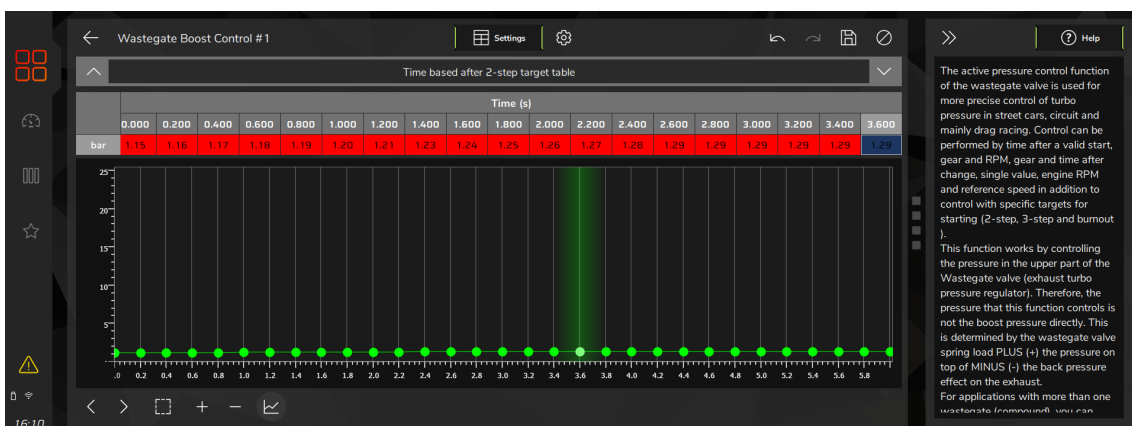 Wastegate Boost Control #1
Settings
Help
Time based after 2-step target table
Time (s)
0.000 0.200 0.400 0.600 0.800 1.000 1.200 1.400 1.600 1.800 2.000 2.200 2.400 2.600 2.800 3.000 3.200 3.400 3.600
bar 1.15 1.16 1.17 1.18 1.19 1.20 1.21 1.23 1.24 1.25 1.26 1.27 1.28 1.29 1.29 1.29 1.29 1.29 1.29
25
20
15
10
5
.0 0.2 0.4 0.6 0.8 1.0 1.2 1.4 1.6 1.8 2.0 2.2 2.4 2.6 2.8 3.0 3.2 3.4 3.6 3.8 4.0 4.2 4.4 4.6 4.8 5.0 5.2 5.4 5.6 5.8
16:10
The active pressure control function
of the wastegate valve is used for
more precise control of turbo
pressure in street cars, circuit and
mainly drag racing. Control can be
performed by time after a valid start,
gear and RPM, gear and time after
change, single value, engine RPM
and reference speed in addition to
control with specific targets for
starting (2-step, 3-step and burnout
).
This function works by controlling
the pressure in the upper part of the
Wastegate valve (exhaust turbo
pressure regulator). Therefore, the
pressure that this function controls is
not the boost pressure directly. This
is determined by the wastegate valve
spring load PLUS (+) the pressure on
top of MINUS (-) the back pressure
effect on the exhaust.
For applications with more than one
wastegate (compound), you can